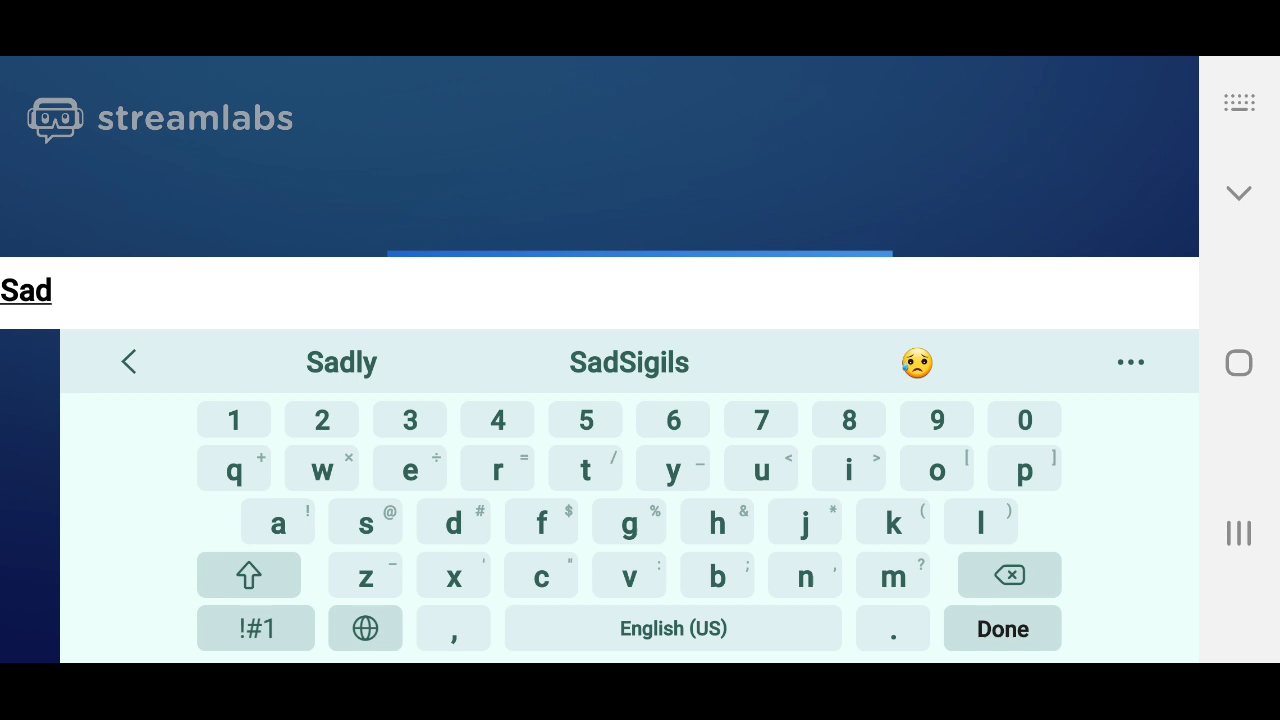 streamlabs
Sad
Sadly SadSigils 😥 •••
1 2 3 4 5 6 7 8 9 0
q + w × e ÷ r = t / y _ u < i > o [ p ]
a ! s @ d # f $ g % h & j * k ( l )
z - x ' c " v : b ; n , m ?
!#1 , English (US) . Done